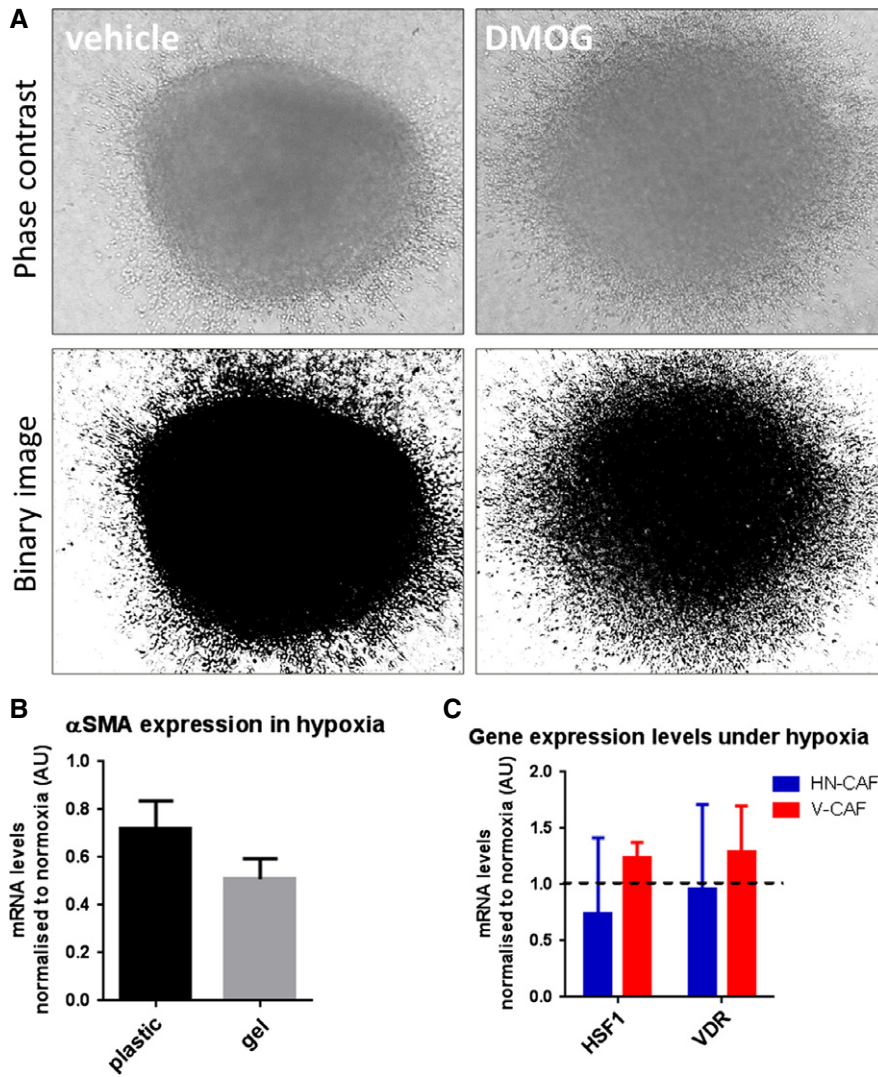 A
vehicle
DMOG
Phase contrast
Binary image
B
αSMA expression in hypoxia
mRNA levels
normalised to normoxia (AU)
1.0
0.8
0.6
0.4
0.2
0.0
plastic
gel
C
Gene expression levels under hypoxia
mRNA levels
normalised to normoxia (AU)
2.0
1.5
1.0
0.5
0.0
HSF1
VDR
HN-CAF
V-CAF